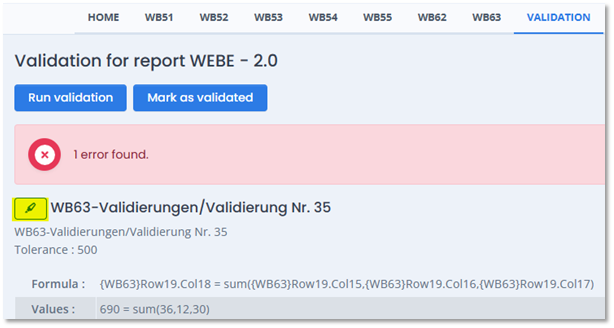 HOME WB51 WB52 WB53 WB54 WB55 WB62 WB63 VALIDATION
Validation for report WEBE - 2.0
Run validation Mark as validated
1 error found.
WB63-Validierungen/Validierung Nr. 35
WB63-Validierungen/Validierung Nr. 35
Tolerance : 500
Formula : {WB63}Row19.Col18 = sum({WB63}Row19.Col15,{WB63}Row19.Col16,{WB63}Row19.Col17)
Values : 690 = sum(36,12,30)